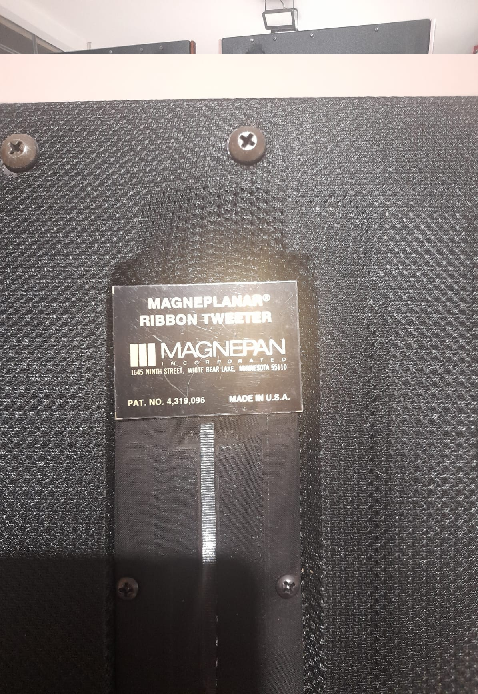 MAGNEPLANAR®
RIBBON TWEETER
MAGNEPAN
INCORPORATED
1645 NINTH STREET, WHITE BEAR LAKE, MINNESOTA 55110
PAT. NO. 4,319,096 MADE IN U.S.A.